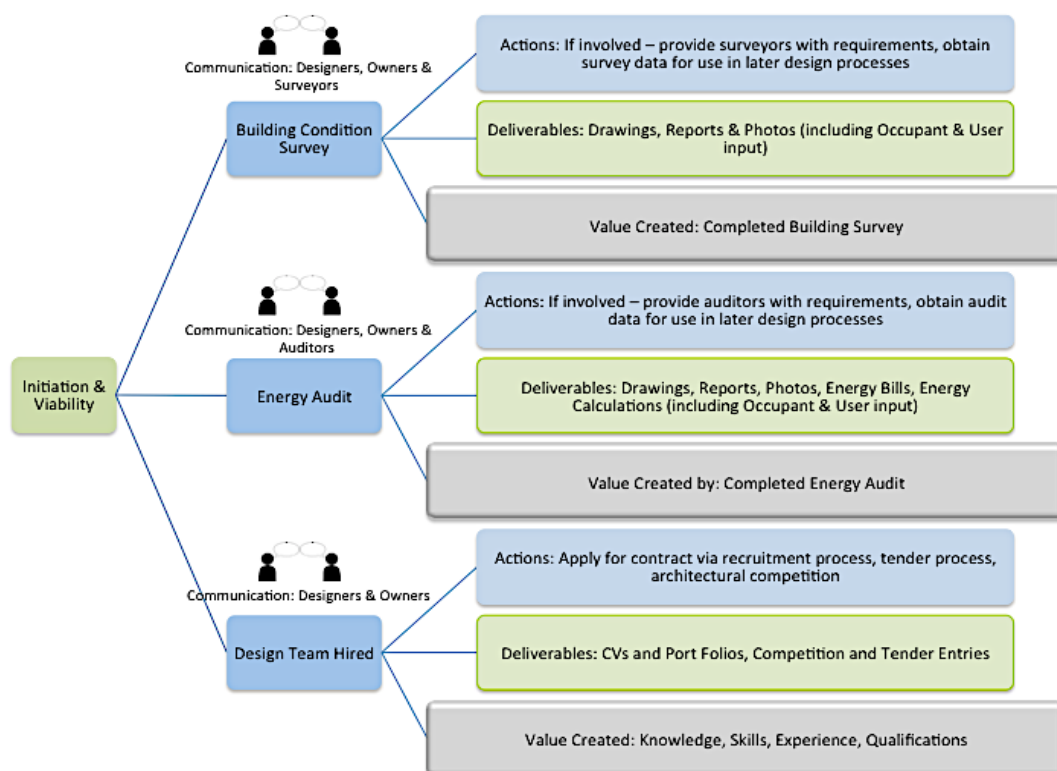 Communication: Designers, Owners &
Surveyors
Building Condition
Survey
Actions: If involved – provide surveyors with requirements, obtain
survey data for use in later design processes
Deliverables: Drawings, Reports & Photos (including Occupant & User
input)
Value Created: Completed Building Survey
Initiation &
Viability
Communication: Designers, Owners &
Auditors
Energy Audit
Actions: If involved – provide auditors with requirements, obtain audit
data for use in later design processes
Deliverables: Drawings, Reports, Photos, Energy Bills, Energy
Calculations (including Occupant & User input)
Value Created by: Completed Energy Audit
Communication: Designers & Owners
Design Team Hired
Actions: Apply for contract via recruitment process, tender process,
architectural competition
Deliverables: CVs and Port Folios, Competition and Tender Entries
Value Created: Knowledge, Skills, Experience, Qualifications